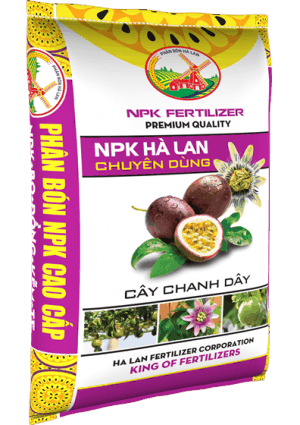 PHÂN BÓN HÀ LAN
NPK FERTILIZER
PREMIUM QUALITY
NPK HÀ LAN
CHUYÊN DÙNG
CÂY CHANH DÂY
HA LAN FERTILIZER CORPORATION
KING OF FERTILIZERS
PHÂN BÓN NPK CAO CẤP